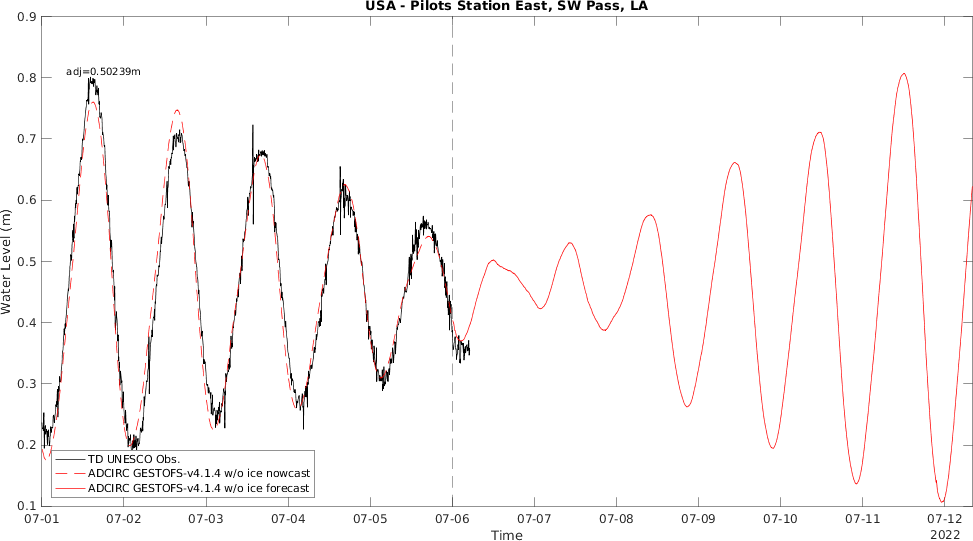 USA - Pilots Station East, SW Pass, LA
adj=0.50239m
Water Level (m)
0.9
0.8
0.7
0.6
0.5
0.4
0.3
0.2
0.1
TD UNESCO Obs.
ADCIRC GESTOFS-v4.1.4 w/o ice nowcast
ADCIRC GESTOFS-v4.1.4 w/o ice forecast
07-01 07-02 07-03 07-04 07-05 07-06 07-07 07-08 07-09 07-10 07-11 07-12
2022
Time